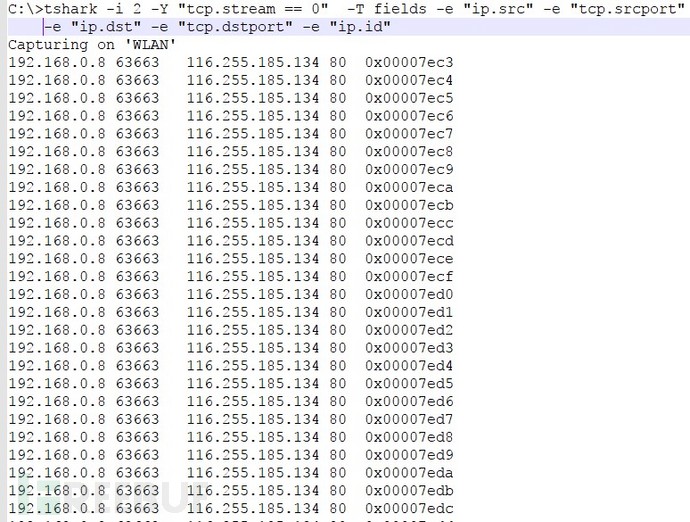 C:\>tshark -i 2 -Y "tcp.stream == 0"  -T fields -e "ip.src" -e "tcp.srcport"
-e "ip.dst" -e "tcp.dstport" -e "ip.id"
Capturing on 'WLAN'
192.168.0.8 63663   116.255.185.134 80  0x00007ec3
192.168.0.8 63663   116.255.185.134 80  0x00007ec4
192.168.0.8 63663   116.255.185.134 80  0x00007ec5
192.168.0.8 63663   116.255.185.134 80  0x00007ec6
192.168.0.8 63663   116.255.185.134 80  0x00007ec7
192.168.0.8 63663   116.255.185.134 80  0x00007ec8
192.168.0.8 63663   116.255.185.134 80  0x00007ec9
192.168.0.8 63663   116.255.185.134 80  0x00007eca
192.168.0.8 63663   116.255.185.134 80  0x00007ecb
192.168.0.8 63663   116.255.185.134 80  0x00007ecc
192.168.0.8 63663   116.255.185.134 80  0x00007ecd
192.168.0.8 63663   116.255.185.134 80  0x00007ece
192.168.0.8 63663   116.255.185.134 80  0x00007ecf
192.168.0.8 63663   116.255.185.134 80  0x00007ed0
192.168.0.8 63663   116.255.185.134 80  0x00007ed1
192.168.0.8 63663   116.255.185.134 80  0x00007ed2
192.168.0.8 63663   116.255.185.134 80  0x00007ed3
192.168.0.8 63663   116.255.185.134 80  0x00007ed4
192.168.0.8 63663   116.255.185.134 80  0x00007ed5
192.168.0.8 63663   116.255.185.134 80  0x00007ed6
192.168.0.8 63663   116.255.185.134 80  0x00007ed7
192.168.0.8 63663   116.255.185.134 80  0x00007ed8
192.168.0.8 63663   116.255.185.134 80  0x00007ed9
192.168.0.8 63663   116.255.185.134 80  0x00007eda
192.168.0.8 63663   116.255.185.134 80  0x00007edb
192.168.0.8 63663   116.255.185.134 80  0x00007edc